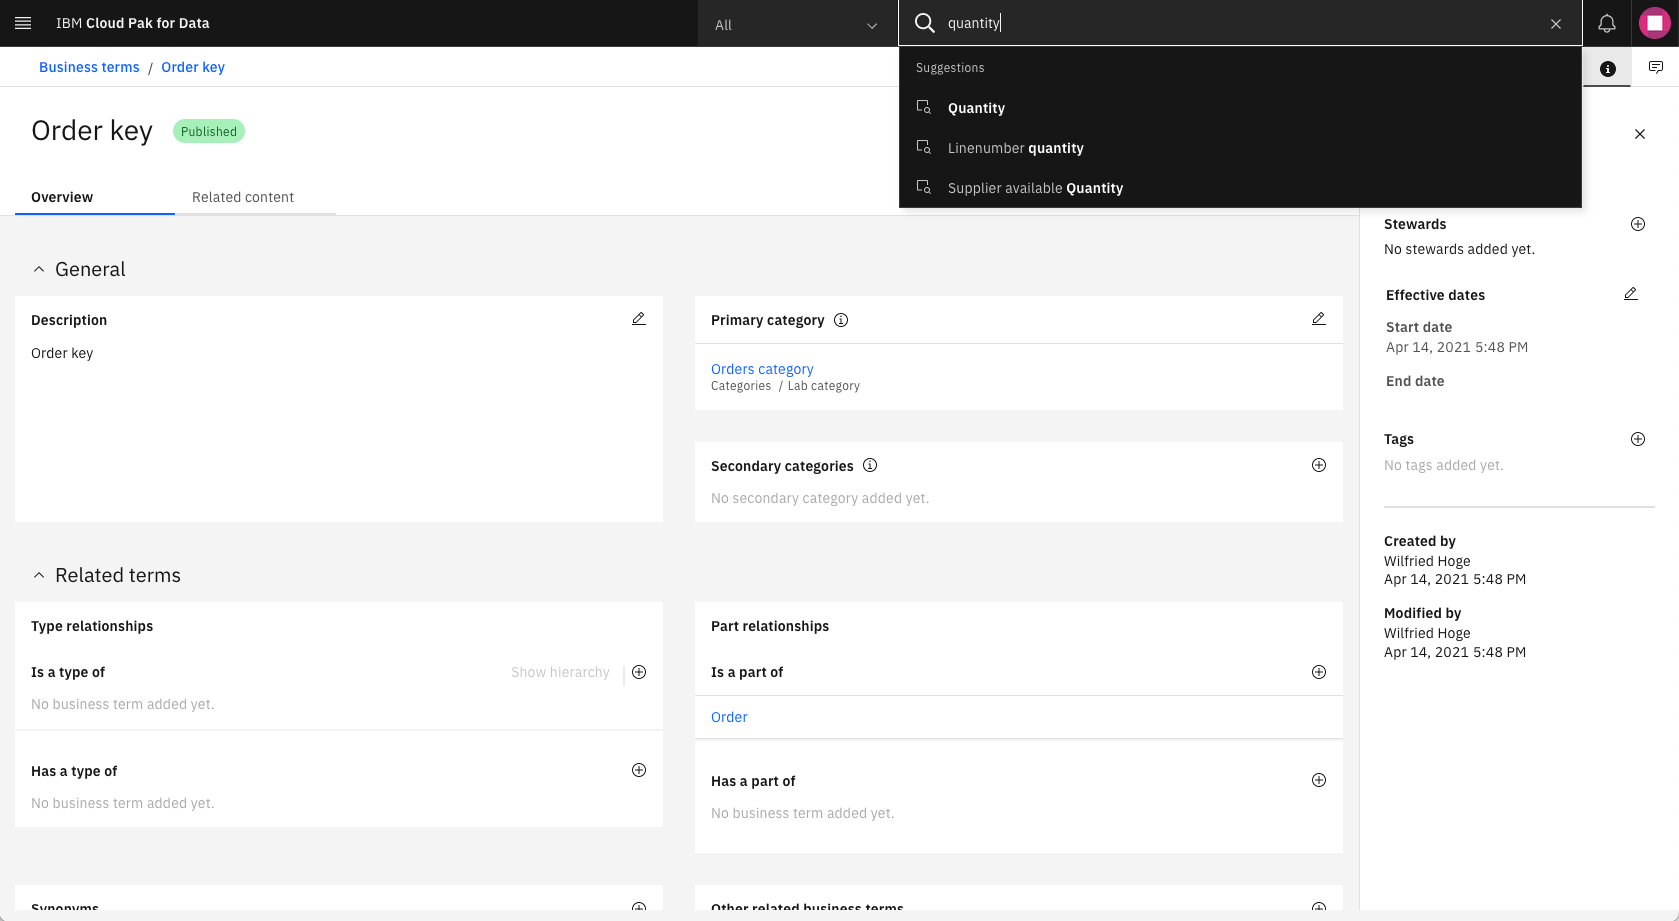 IBM Cloud Pak for Data
All
quantity
Business terms / Order key
Suggestions
Quantity
Linenumber quantity
Supplier available Quantity
Order key
Published
Overview
Related content
General
Description
Order key
Primary category
Orders category
Categories / Lab category
Secondary categories
No secondary category added yet.
Related terms
Type relationships
Is a type of
Show hierarchy
No business term added yet.
Has a type of
No business term added yet.
Part relationships
Is a part of
Order
Has a part of
No business term added yet.
Synonyms
Other related business terms
Stewards
No stewards added yet.
Effective dates
Start date
Apr 14, 2021 5:48 PM
End date
Tags
No tags added yet.
Created by
Wilfried Hoge
Apr 14, 2021 5:48 PM
Modified by
Wilfried Hoge
Apr 14, 2021 5:48 PM